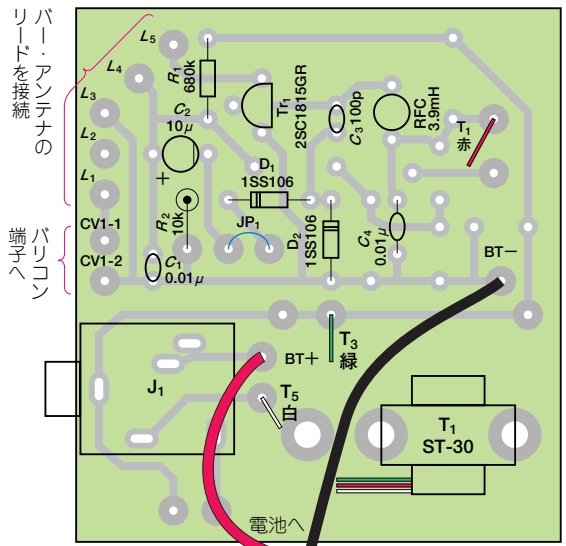 バー・アンテナの
リードを接続
L5
L4
L3
L2
L1
CV1-1
CV1-2
バリコン
端子へ
R1
680k
C2
10μ
+
Tr1
2SC1815GR
C3 100p
RFC
3.9mH
T1
赤
D1
1SS106
R2
10k
JP1
D2
1SS106
C4
0.01μ
C1
0.01μ
BT−
T3
緑
BT+
J1
T5
白
T1
ST-30
電池へ